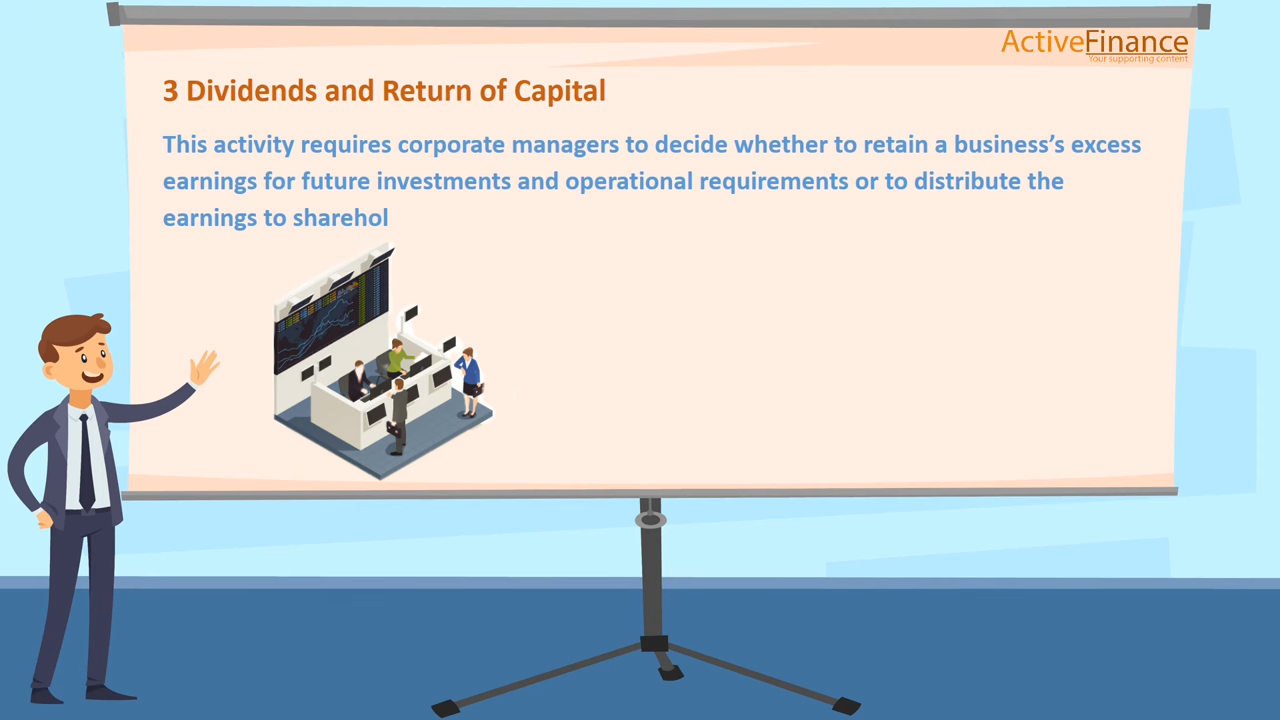 ActiveFinance
Your supporting content
3 Dividends and Return of Capital
This activity requires corporate managers to decide whether to retain a business’s excess
earnings for future investments and operational requirements or to distribute the
earnings to sharehol